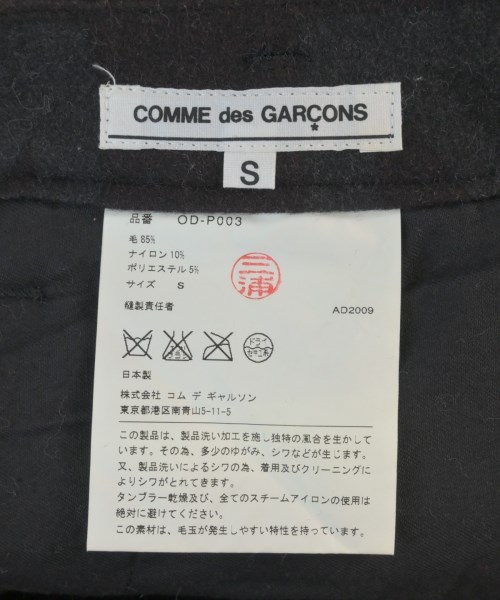 COMME des GARÇONS
S
品番 OD-P003
毛 85%
ナイロン 10%
ポリエステル 5%
サイズ S
三浦
縫製責任者
AD2009
ドライ
セキユ系
日本製
株式会社 コム デ ギャルソン
東京都港区南青山5-11-5
この製品は、製品洗い加工を施し独特の風合を生かし
ています。その為、多少のゆがみ、シワなどが生じます。
又、製品洗いによるシワの為、着用及びクリーニングに
よりシワがとれてきます。
タンブラー乾燥及び、全てのスチームアイロンの使用は
絶対に避けてください。
この素材は、毛玉が発生しやすい特性を持っています。